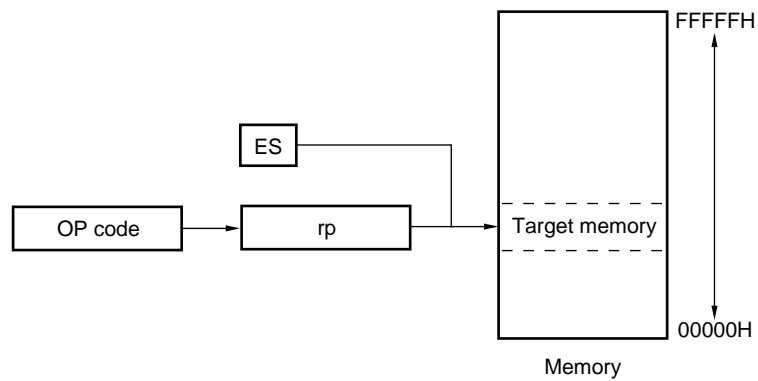 FFFFFH
ES
OP code
rp
Target memory
00000H
Memory